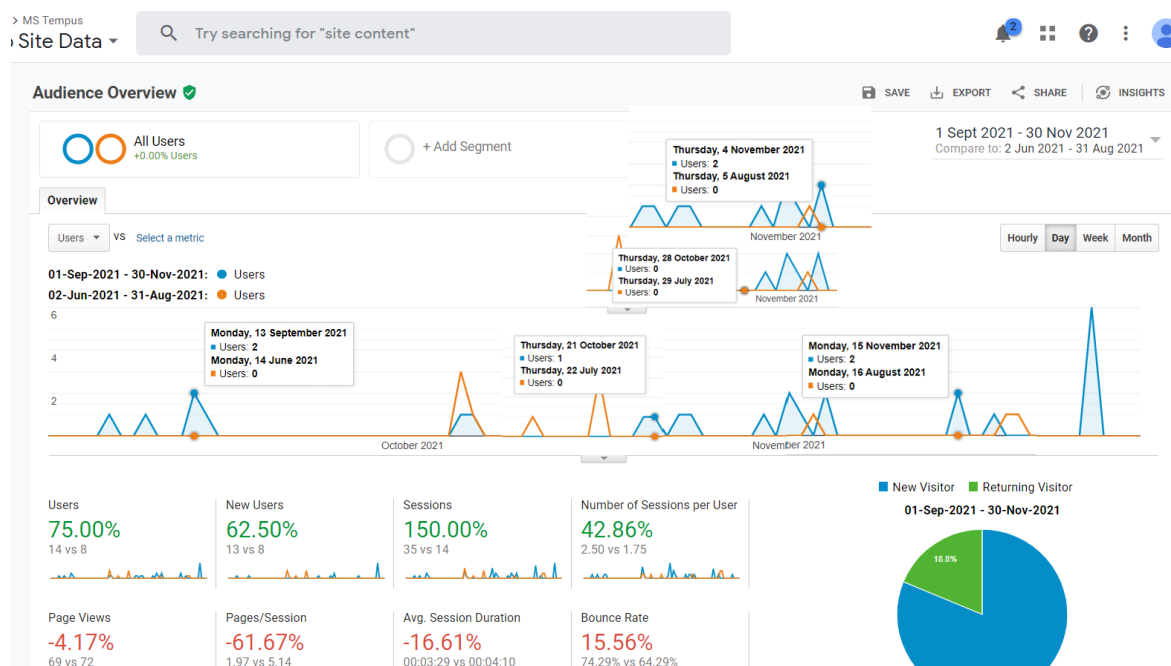 MS Tempus
Site Data
Try searching for "site content"
2
Audience Overview
SAVE
EXPORT
SHARE
INSIGHTS
All Users
+0.00% Users
+ Add Segment
1 Sept 2021 - 30 Nov 2021
Compare to: 2 Jun 2021 - 31 Aug 2021
Thursday, 4 November 2021
Users: 2
Thursday, 5 August 2021
Users: 0
November 2021
Overview
Users
VS
Select a metric
Hourly
Day
Week
Month
Thursday, 28 October 2021
Users: 0
Thursday, 29 July 2021
Users: 0
November 2021
01-Sep-2021 - 30-Nov-2021:
Users
02-Jun-2021 - 31-Aug-2021:
Users
6
4
2
Monday, 13 September 2021
Users: 2
Monday, 14 June 2021
Users: 0
Thursday, 21 October 2021
Users: 1
Thursday, 22 July 2021
Users: 0
Monday, 15 November 2021
Users: 2
Monday, 16 August 2021
Users: 0
October 2021
November 2021
Users
75.00%
14 vs 8
New Users
62.50%
13 vs 8
Sessions
150.00%
35 vs 14
Number of Sessions per User
42.86%
2.50 vs 1.75
New Visitor
Returning Visitor
01-Sep-2021 - 30-Nov-2021
18.8%
Page Views
-4.17%
69 vs 72
Pages/Session
-61.67%
1.97 vs 5.14
Avg. Session Duration
-16.61%
00:03:29 vs 00:04:10
Bounce Rate
15.56%
74.29% vs 64.29%